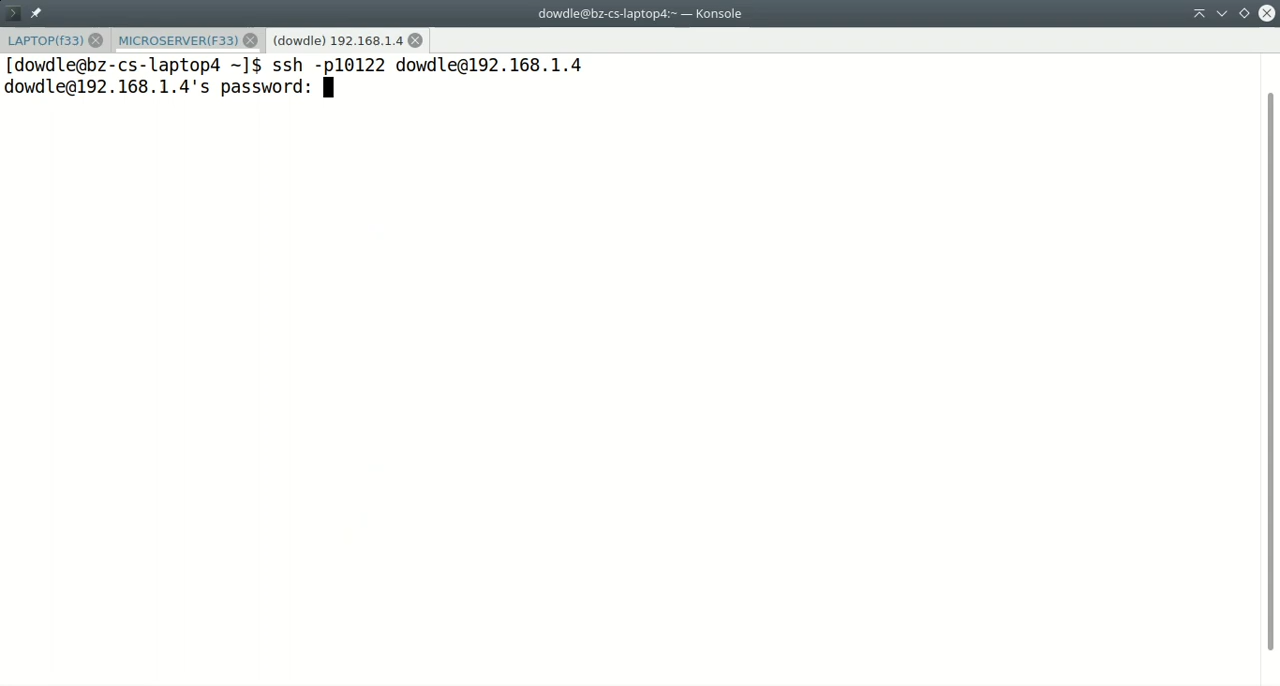 dowdle@bz-cs-laptop4:~ — Konsole
LAPTOP(f33) MICROSERVER(F33) (dowdle) 192.168.1.4
[dowdle@bz-cs-laptop4 ~]$ ssh -p10122 dowdle@192.168.1.4
dowdle@192.168.1.4's password: